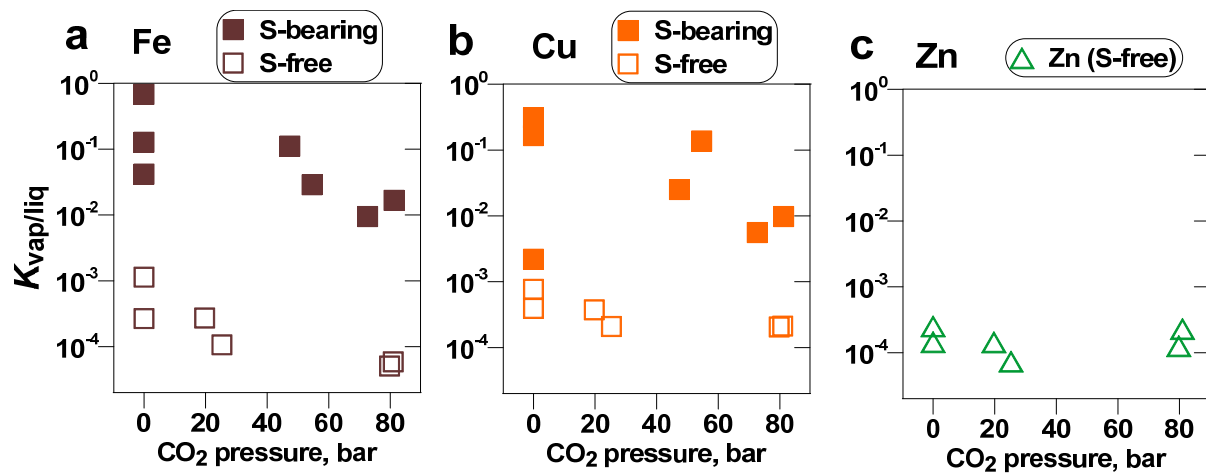 a Fe
S-bearing
S-free
K vap/liq
10^0
10^-1
10^-2
10^-3
10^-4
0 20 40 60 80
CO2 pressure, bar
b Cu
S-bearing
S-free
10^0
10^-1
10^-2
10^-3
10^-4
0 20 40 60 80
CO2 pressure, bar
c Zn
Zn (S-free)
10^0
10^-1
10^-2
10^-3
10^-4
0 20 40 60 80
CO2 pressure, bar